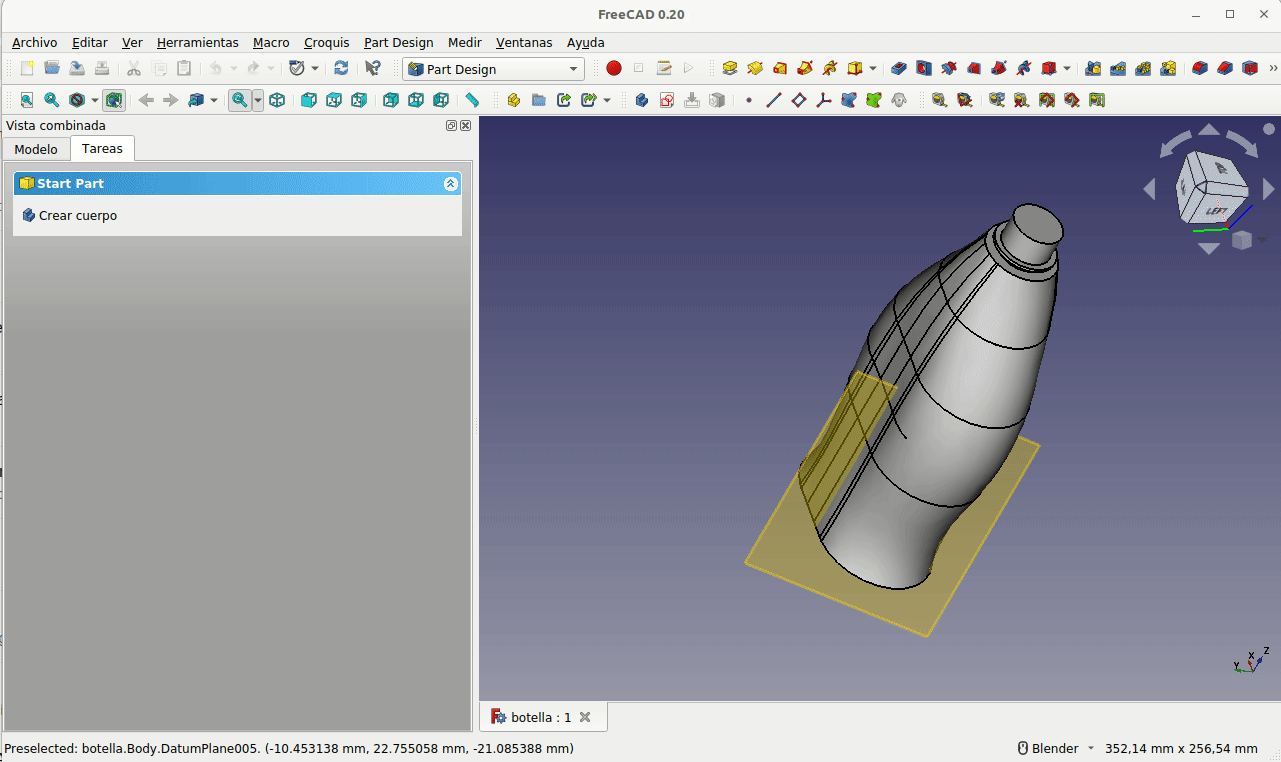 FreeCAD 0.20
Archivo Editar Ver Herramientas Macro Croquis Part Design Medir Ventanas Ayuda
Part Design
Vista combinada
Modelo Tareas
Start Part
Crear cuerpo
LEFT
X Y Z
botella : 1
Preselected: botella.Body.DatumPlane005. (-10.453138 mm, 22.755058 mm, -21.085388 mm) Blender 352,14 mm x 256,54 mm